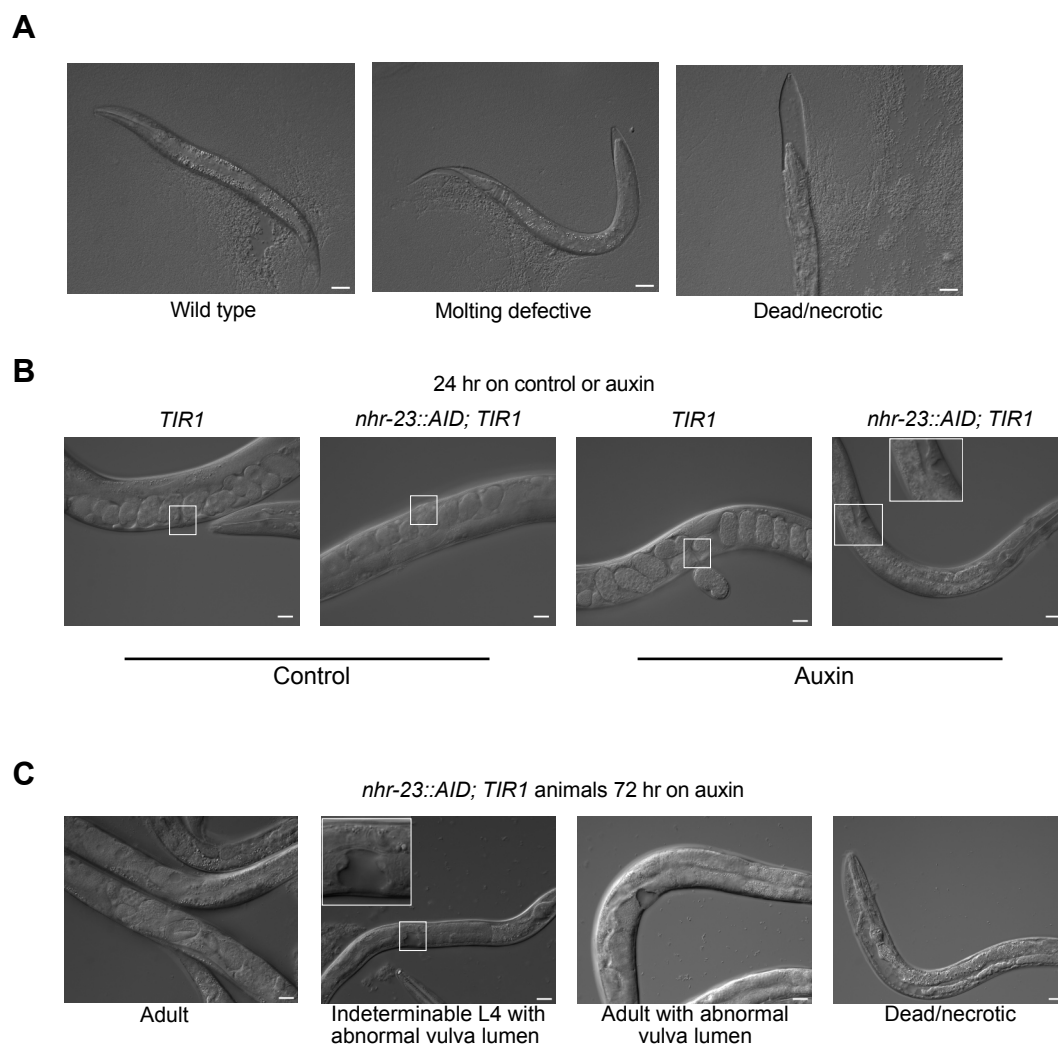 A
Wild type
Molting defective
Dead/necrotic
B
24 hr on control or auxin
TIR1
nhr-23::AID; TIR1
TIR1
nhr-23::AID; TIR1
Control
Auxin
C
nhr-23::AID; TIR1 animals 72 hr on auxin
Adult
Indeterminable L4 with
abnormal vulva lumen
Adult with abnormal
vulva lumen
Dead/necrotic